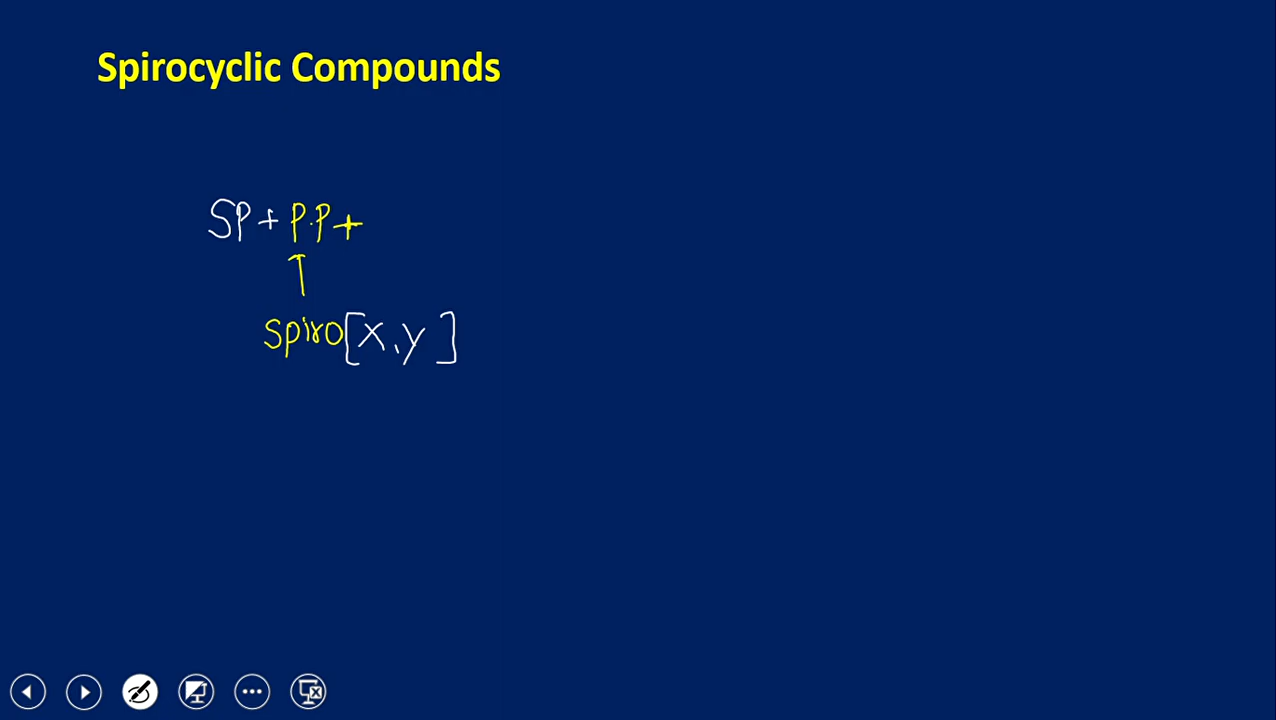 Spirocyclic Compounds
SP + P.P +
↑
Spiro[x,y]